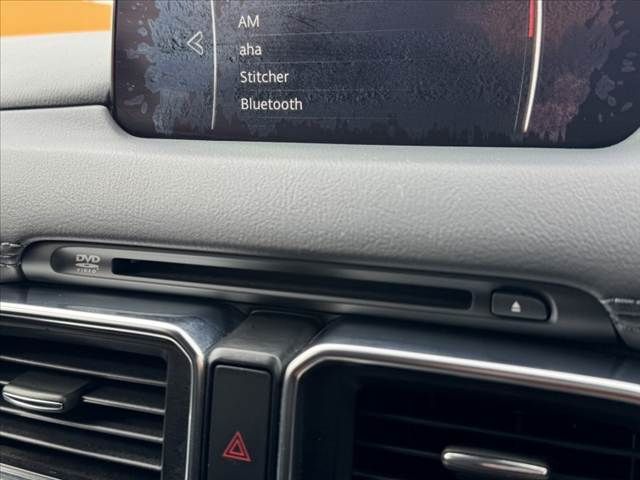 AM
aha
Stitcher
Bluetooth
DVD
VIDEO